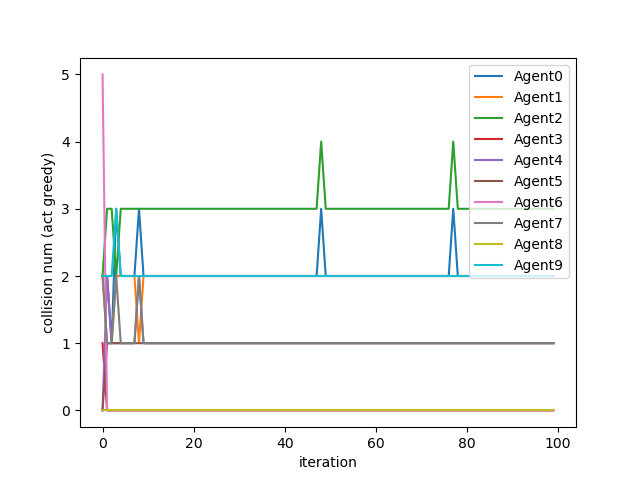 5
4
3
2
1
0
collision num (act greedy)
0
20
40
60
80
100
iteration
Agent0
Agent1
Agent2
Agent3
Agent4
Agent5
Agent6
Agent7
Agent8
Agent9